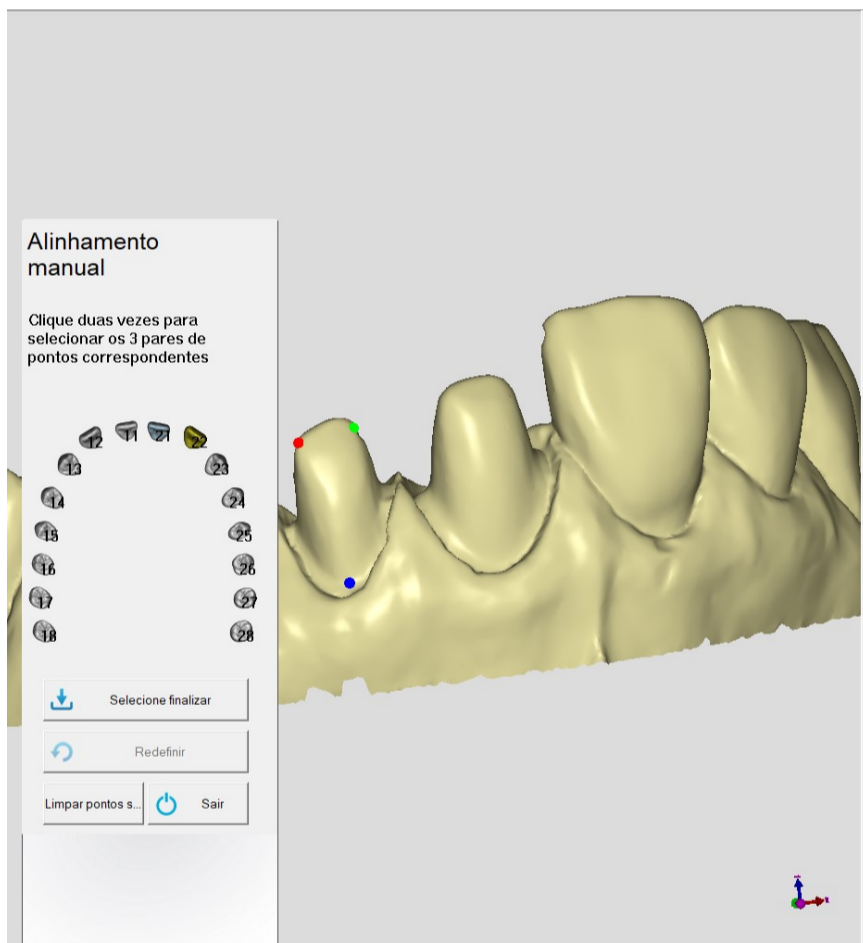 Alinhamento
manual
Clique duas vezes para
selecionar os 3 pares de
pontos correspondentes
12 11 21 22
13 23
14 24
15 25
16 26
17 27
18 28
Selecione finalizar
Redefinir
Limpar pontos s... Sair